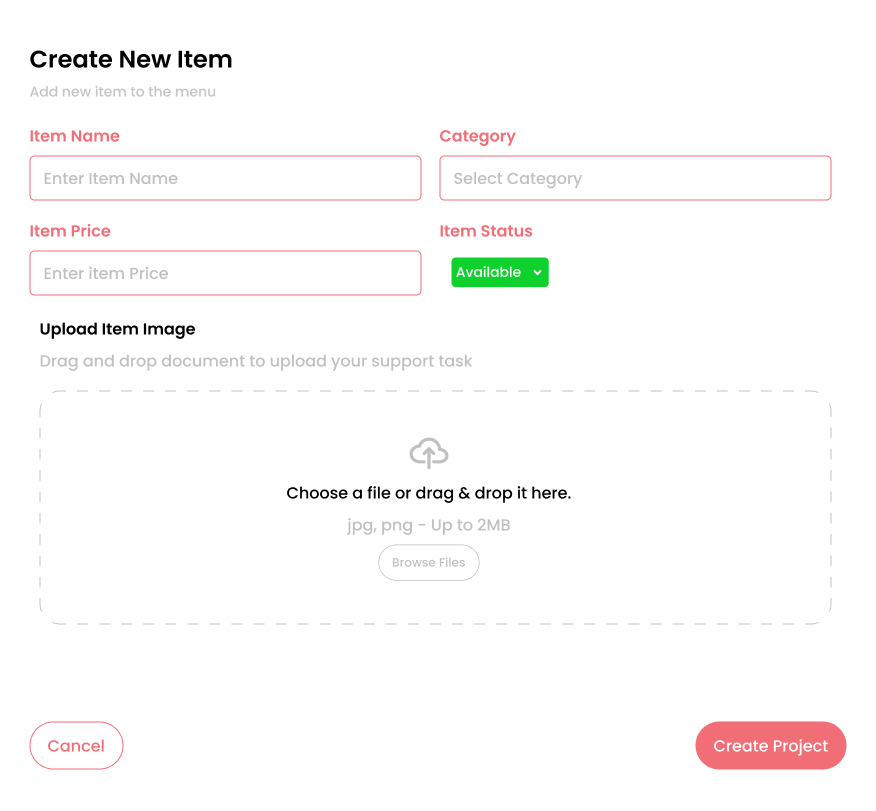 Create New Item
Add new item to the menu
Item Name
Category
Enter Item Name
Select Category
Item Price
Item Status
Enter item Price
Available
Upload Item Image
Drag and drop document to upload your support task
Choose a file or drag & drop it here.
jpg, png - Up to 2MB
Browse Files
Cancel
Create Project